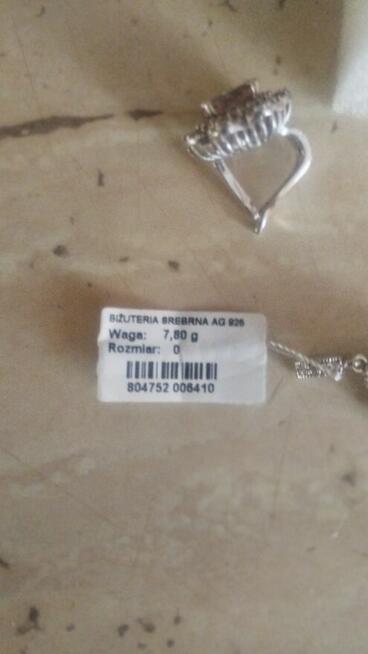 BIŻUTERIA SREBRNA AG 925
Waga: 7,80 g
Rozmiar: 0
804752 006410